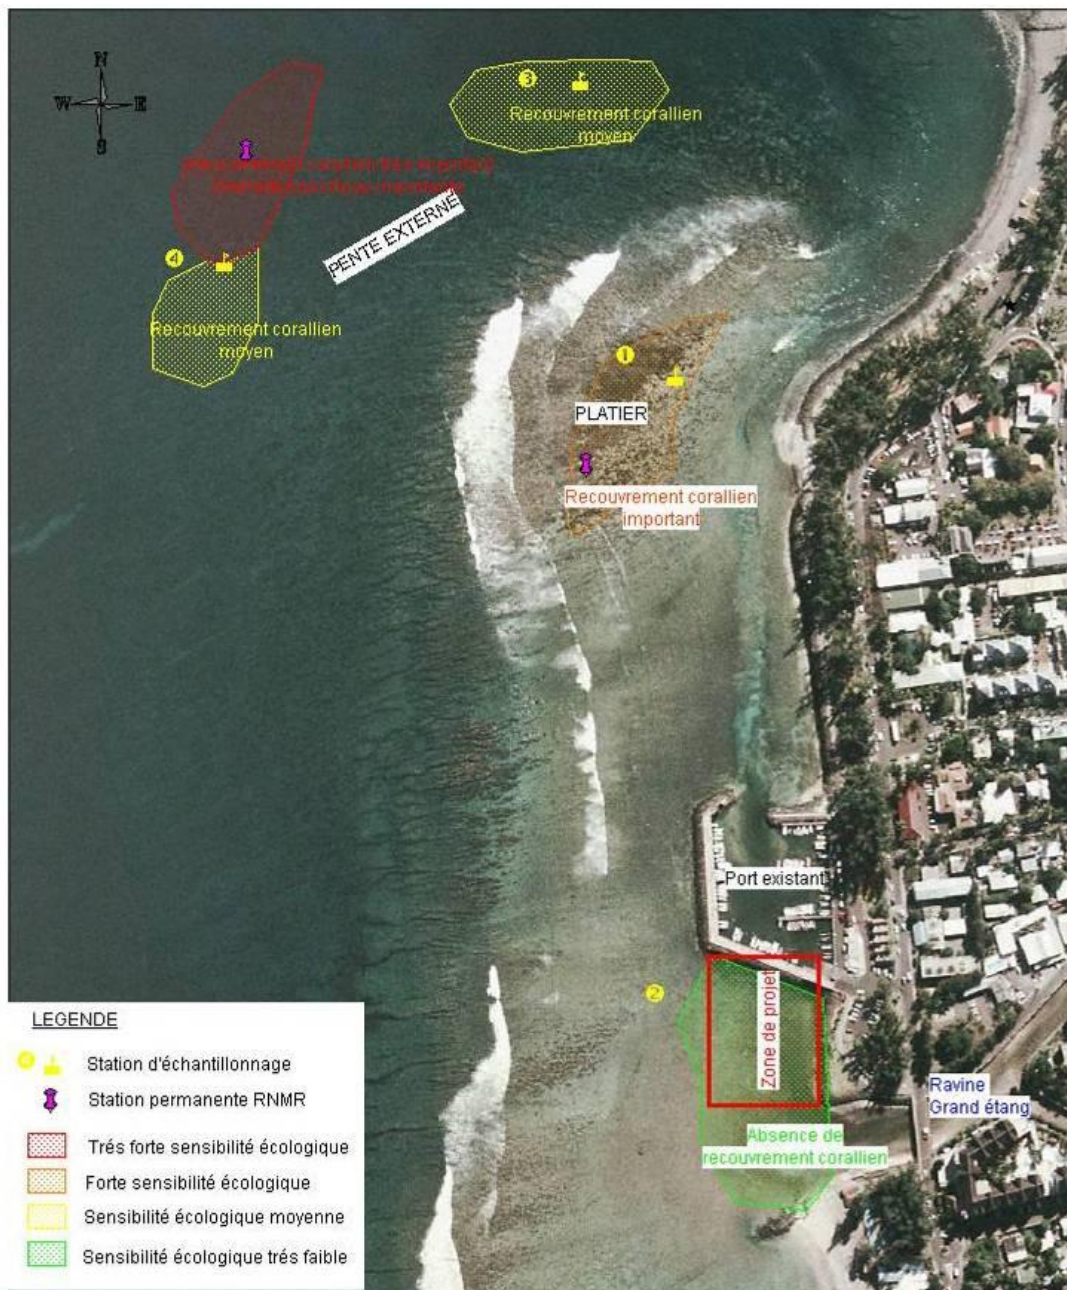 N
W E
S
3
Recouvrement corallien
moyen
PENTE EXTERNE
4
Recouvrement corallien
moyen
1
PLATIER
Recouvrement corallien
important
Port existant
2
Zone de projet
Ravine
Grand étang
Absence de
recouvrement corallien
LEGENDE
Station d'échantillonnage
Station permanente RNMR
Trés forte sensibilité écologique
Forte sensibilité écologique
Sensibilité écologique moyenne
Sensibilité écologique trés faible